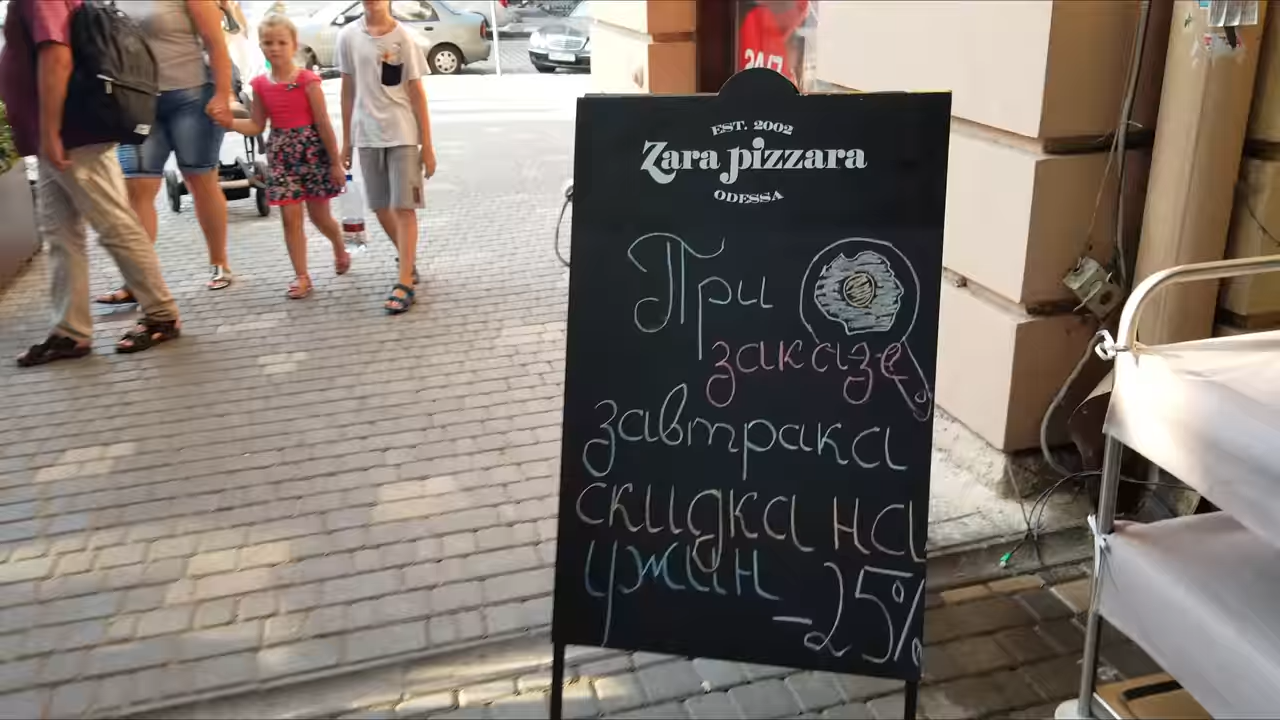 EST. 2002
Zara pizzara
ODESSA
При
заказе
завтрака
скидка на
ужин
-25%